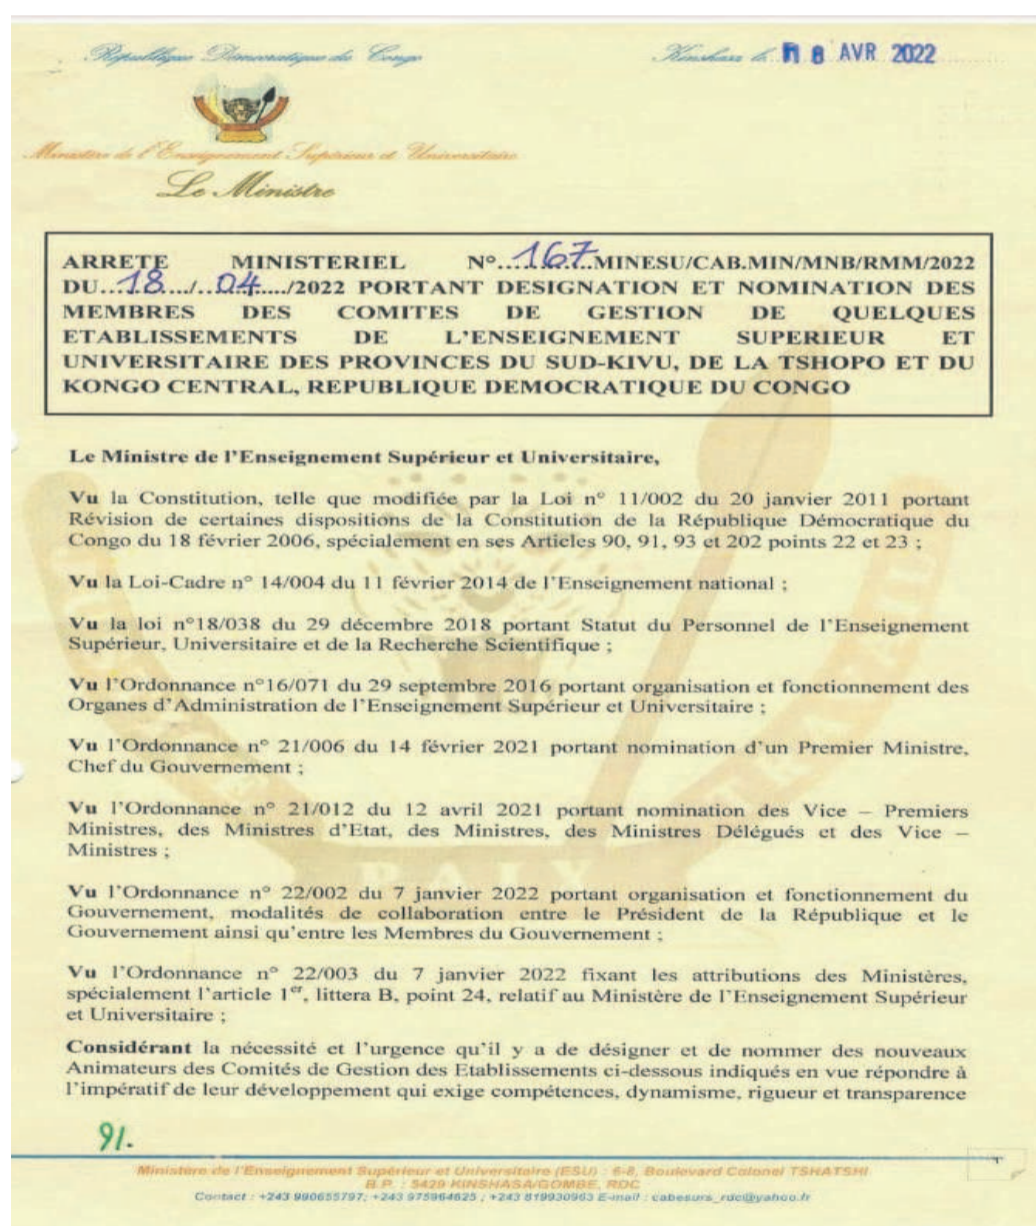 République Démocratique du Congo
Kinshasa le 18 AVR 2022
Ministère de l'Enseignement Supérieur et Universitaire
Le Ministre
ARRETE MINISTERIEL N°...167..MINESU/CAB.MIN/MNB/RMM/2022
DU...18.../...04..../2022 PORTANT DESIGNATION ET NOMINATION DES
MEMBRES DES COMITES DE GESTION DE QUELQUES
ETABLISSEMENTS DE L'ENSEIGNEMENT SUPERIEUR ET
UNIVERSITAIRE DES PROVINCES DU SUD-KIVU, DE LA TSHOPO ET DU
KONGO CENTRAL, REPUBLIQUE DEMOCRATIQUE DU CONGO
Le Ministre de l'Enseignement Supérieur et Universitaire,
Vu la Constitution, telle que modifiée par la Loi n° 11/002 du 20 janvier 2011 portant
Révision de certaines dispositions de la Constitution de la République Démocratique du
Congo du 18 février 2006, spécialement en ses Articles 90, 91, 93 et 202 points 22 et 23 ;
Vu la Loi-Cadre n° 14/004 du 11 février 2014 de l'Enseignement national ;
Vu la loi n°18/038 du 29 décembre 2018 portant Statut du Personnel de l'Enseignement
Supérieur, Universitaire et de la Recherche Scientifique ;
Vu l'Ordonnance n°16/071 du 29 septembre 2016 portant organisation et fonctionnement des
Organes d'Administration de l'Enseignement Supérieur et Universitaire ;
Vu l'Ordonnance n° 21/006 du 14 février 2021 portant nomination d'un Premier Ministre,
Chef du Gouvernement ;
Vu l'Ordonnance n° 21/012 du 12 avril 2021 portant nomination des Vice – Premiers
Ministres, des Ministres d'Etat, des Ministres, des Ministres Délégués et des Vice –
Ministres ;
Vu l'Ordonnance n° 22/002 du 7 janvier 2022 portant organisation et fonctionnement du
Gouvernement, modalités de collaboration entre le Président de la République et le
Gouvernement ainsi qu'entre les Membres du Gouvernement ;
Vu l'Ordonnance n° 22/003 du 7 janvier 2022 fixant les attributions des Ministères,
spécialement l'article 1er, littera B, point 24, relatif au Ministère de l'Enseignement Supérieur
et Universitaire ;
Considérant la nécessité et l'urgence qu'il y a de désigner et de nommer des nouveaux
Animateurs des Comités de Gestion des Etablissements ci-dessous indiqués en vue répondre à
l'impératif de leur développement qui exige compétences, dynamisme, rigueur et transparence
91.
Ministère de l'Enseignement Supérieur et Universitaire (ESU) : 6-8, Boulevard Colonel TSHATSHI
B.P. : 5429 KINSHASA/GOMBE, RDC
Contact : +243 990655797; +243 975964625 ; +243 819930963 E-mail : cabesurs_rdc@yahoo.fr